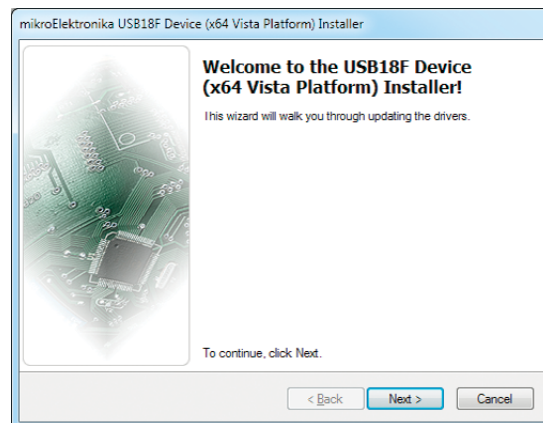 mikroElektronika USB18F Device (x64 Vista Platform) Installer
Welcome to the USB18F Device
(x64 Vista Platform) Installer!
This wizard will walk you through updating the drivers.
To continue, click Next.
< Back Next > Cancel